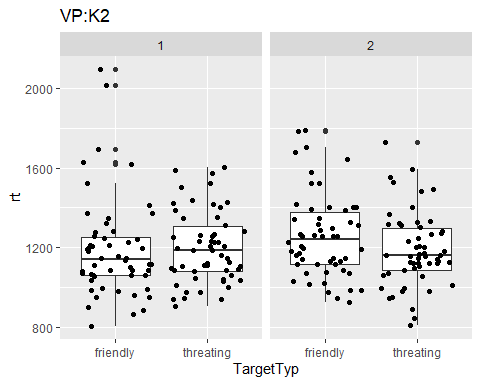 VP:K2
1 2
rt
2000
1600
1200
800
friendly threating friendly threating
TargetTyp